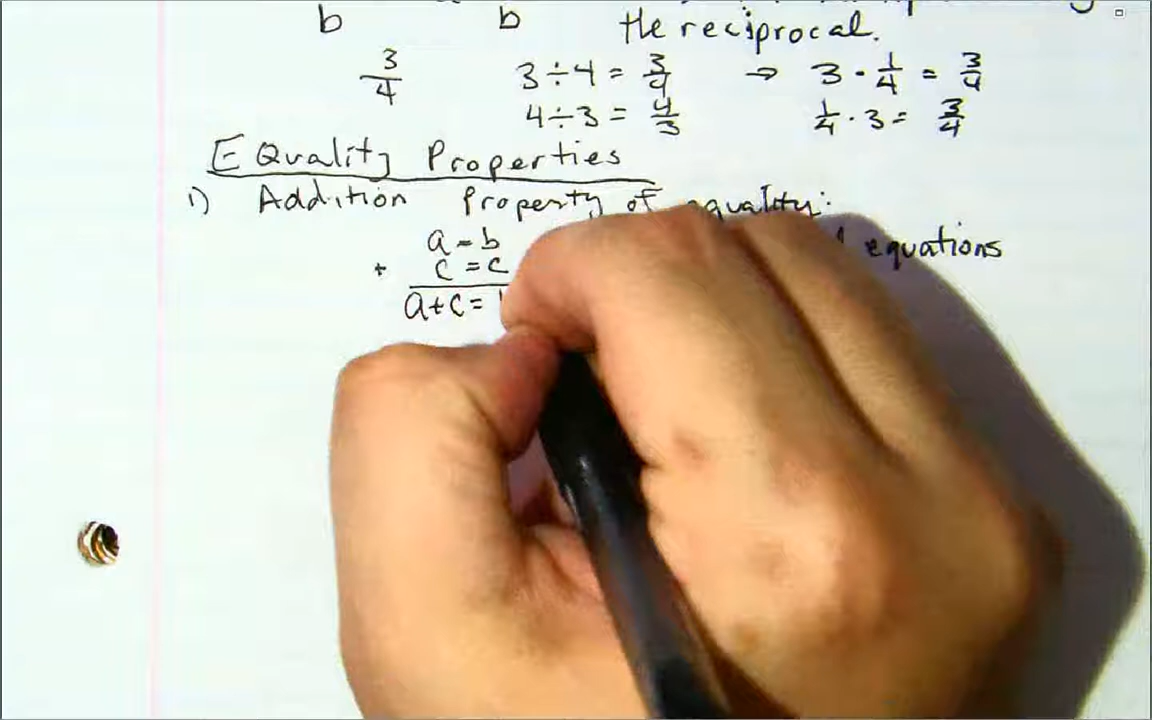 b b the reciprocal.
3/4 3÷4 = 3/4 → 3 · 1/4 = 3/4
4÷3 = 4/3 1/4 · 3 = 3/4
EQuality Properties
1) Addition Property of equality:
a = b equations
+ c = c
a+c =